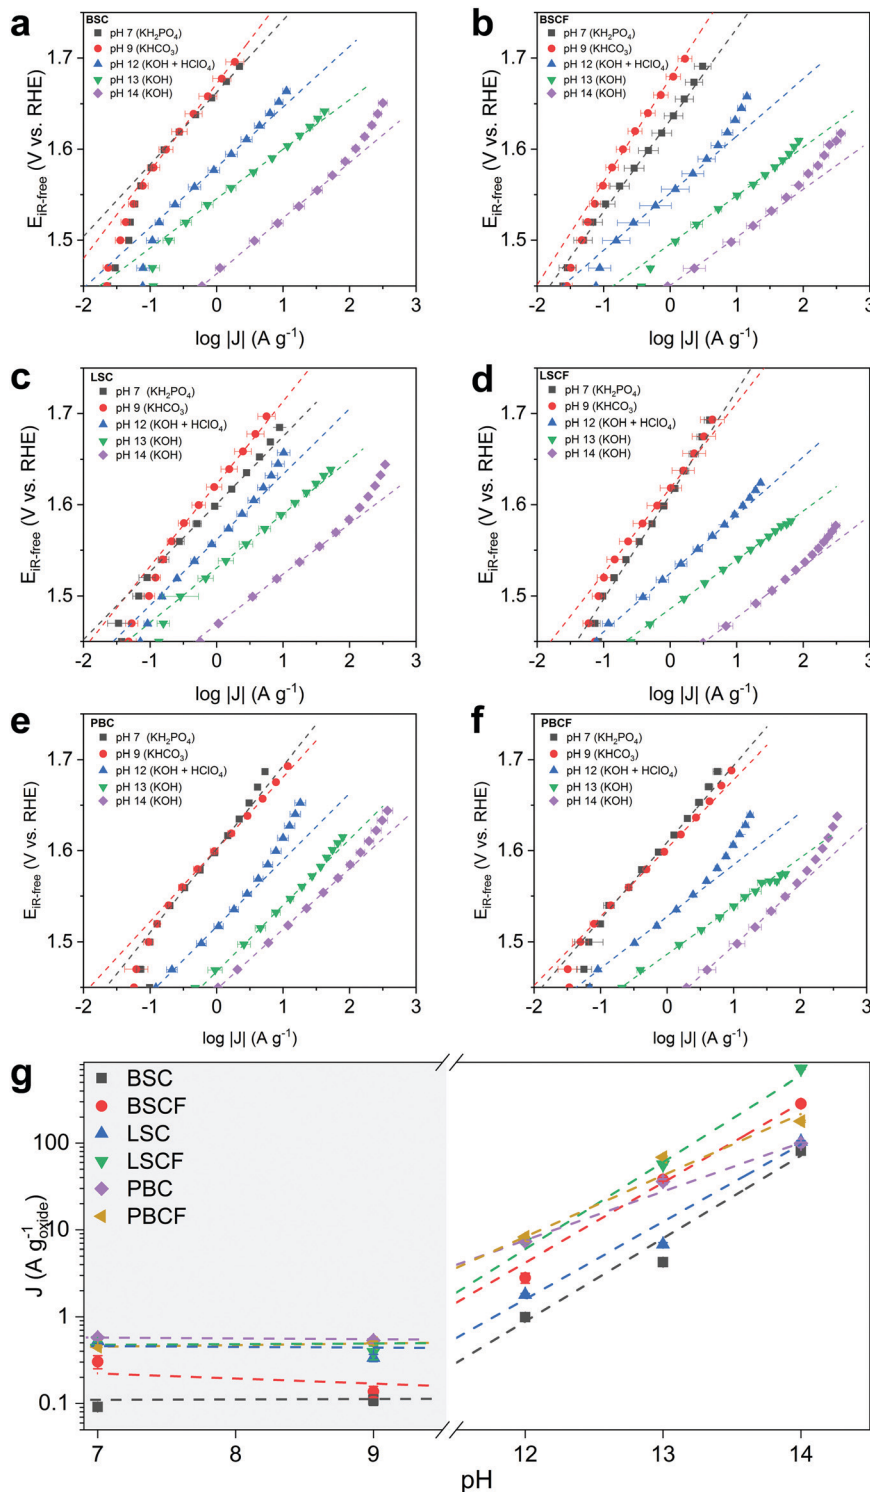 a
BSC
pH 7 (KH₂PO₄)
pH 9 (KHCO₃)
pH 12 (KOH + HClO₄)
pH 13 (KOH)
pH 14 (KOH)
E_iR-free (V vs. RHE)
1.7
1.6
1.5
-2 -1 0 1 2 3
log |J| (A g⁻¹)
b
BSCF
pH 7 (KH₂PO₄)
pH 9 (KHCO₃)
pH 12 (KOH + HClO₄)
pH 13 (KOH)
pH 14 (KOH)
E_iR-free (V vs. RHE)
1.7
1.6
1.5
-2 -1 0 1 2 3
log |J| (A g⁻¹)
c
LSC
pH 7 (KH₂PO₄)
pH 9 (KHCO₃)
pH 12 (KOH + HClO₄)
pH 13 (KOH)
pH 14 (KOH)
E_iR-free (V vs. RHE)
1.7
1.6
1.5
-2 -1 0 1 2 3
log |J| (A g⁻¹)
d
LSCF
pH 7 (KH₂PO₄)
pH 9 (KHCO₃)
pH 12 (KOH + HClO₄)
pH 13 (KOH)
pH 14 (KOH)
E_iR-free (V vs. RHE)
1.7
1.6
1.5
-2 -1 0 1 2 3
log |J| (A g⁻¹)
e
PBC
pH 7 (KH₂PO₄)
pH 9 (KHCO₃)
pH 12 (KOH + HClO₄)
pH 13 (KOH)
pH 14 (KOH)
E_iR-free (V vs. RHE)
1.7
1.6
1.5
-2 -1 0 1 2 3
log |J| (A g⁻¹)
f
PBCF
pH 7 (KH₂PO₄)
pH 9 (KHCO₃)
pH 12 (KOH + HClO₄)
pH 13 (KOH)
pH 14 (KOH)
E_iR-free (V vs. RHE)
1.7
1.6
1.5
-2 -1 0 1 2 3
log |J| (A g⁻¹)
g
BSC
BSCF
LSC
LSCF
PBC
PBCF
J (A g⁻¹_oxide)
100
10
1
0.1
7 8 9 12 13 14
pH